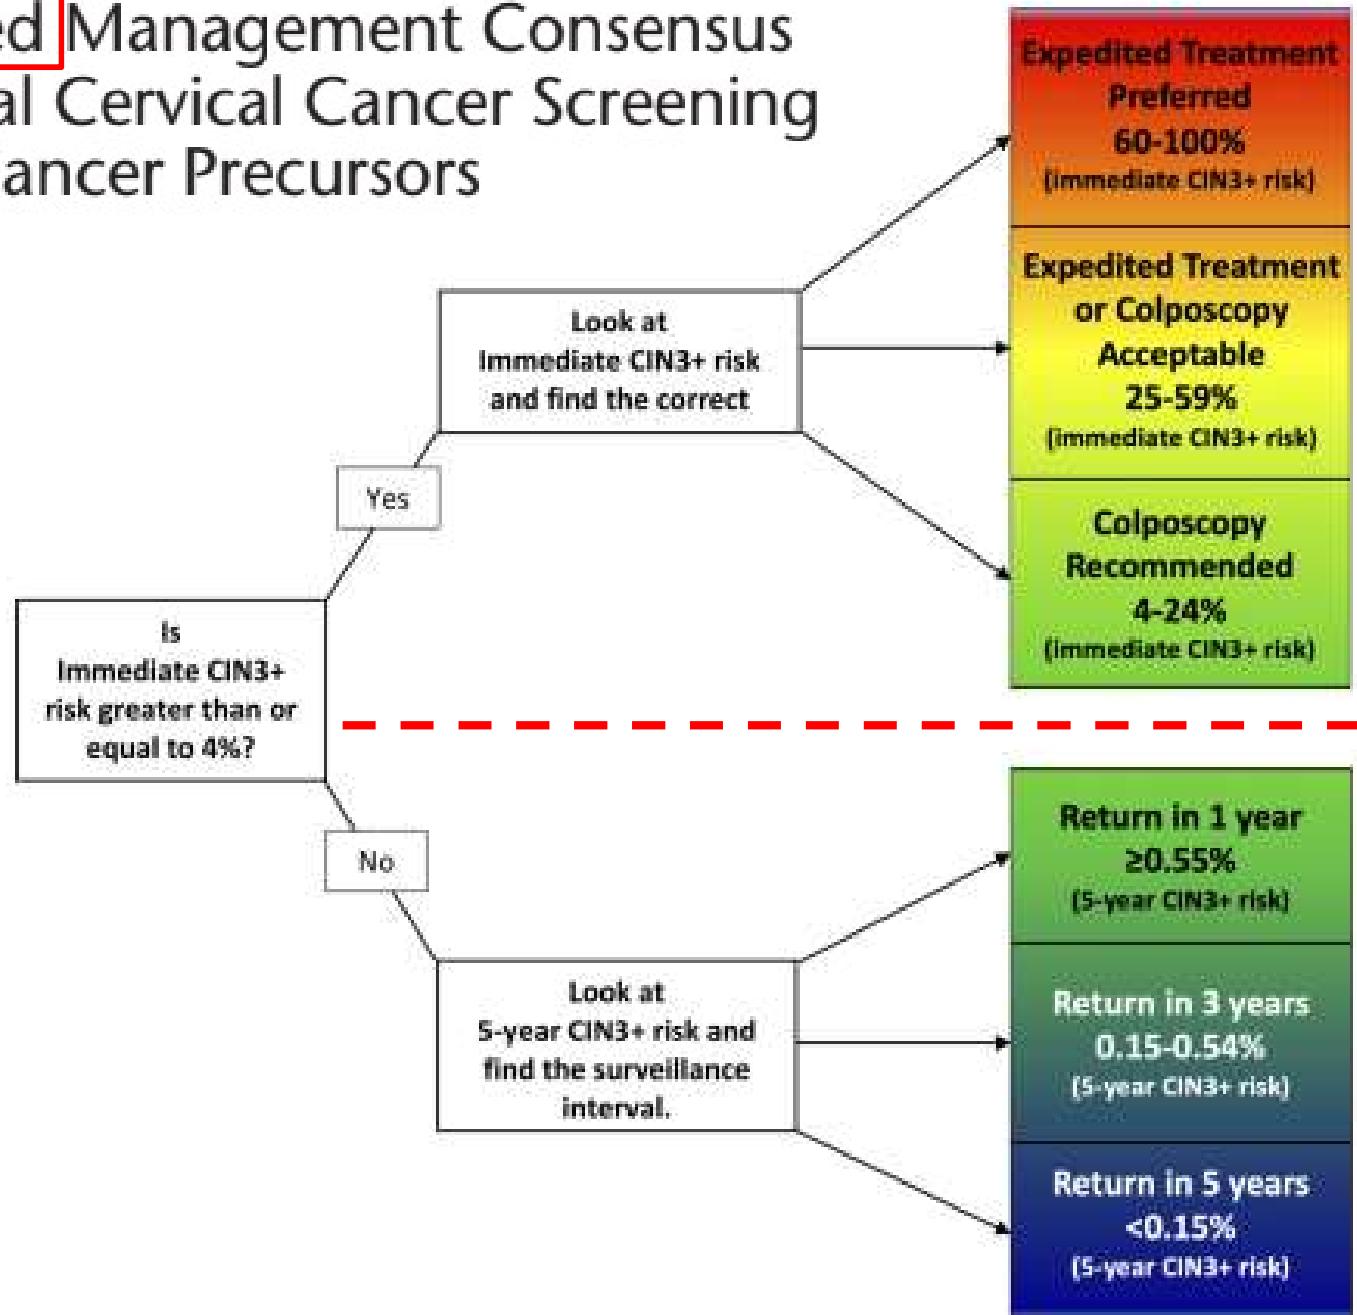 ed Management Consensus
al Cervical Cancer Screening
ancer Precursors
Expedited Treatment
Preferred
60-100%
(immediate CIN3+ risk)
Expedited Treatment
or Colposcopy
Acceptable
25-59%
(immediate CIN3+ risk)
Colposcopy
Recommended
4-24%
(immediate CIN3+ risk)
Look at
Immediate CIN3+ risk
and find the correct
Yes
Is
Immediate CIN3+
risk greater than or
equal to 4%?
No
Look at
5-year CIN3+ risk and
find the surveillance
interval.
Return in 1 year
≥0.55%
(5-year CIN3+ risk)
Return in 3 years
0.15-0.54%
(5-year CIN3+ risk)
Return in 5 years
<0.15%
(5-year CIN3+ risk)